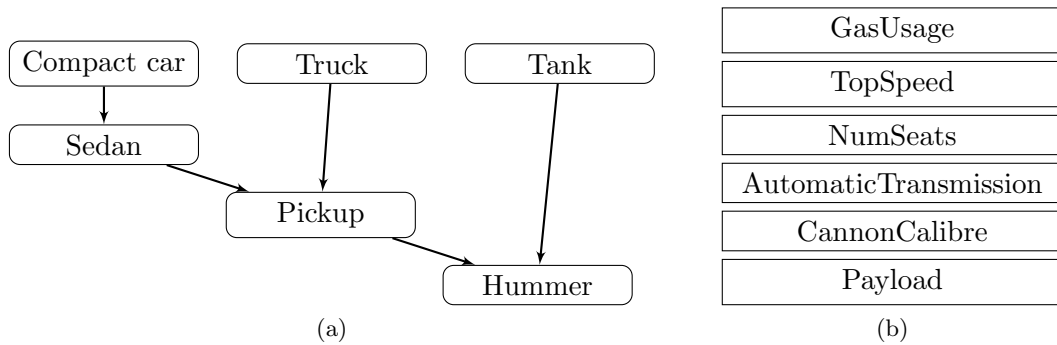 Compact car
Truck
Tank
Sedan
Pickup
Hummer
(a)
GasUsage
TopSpeed
NumSeats
AutomaticTransmission
CannonCalibre
Payload
(b)